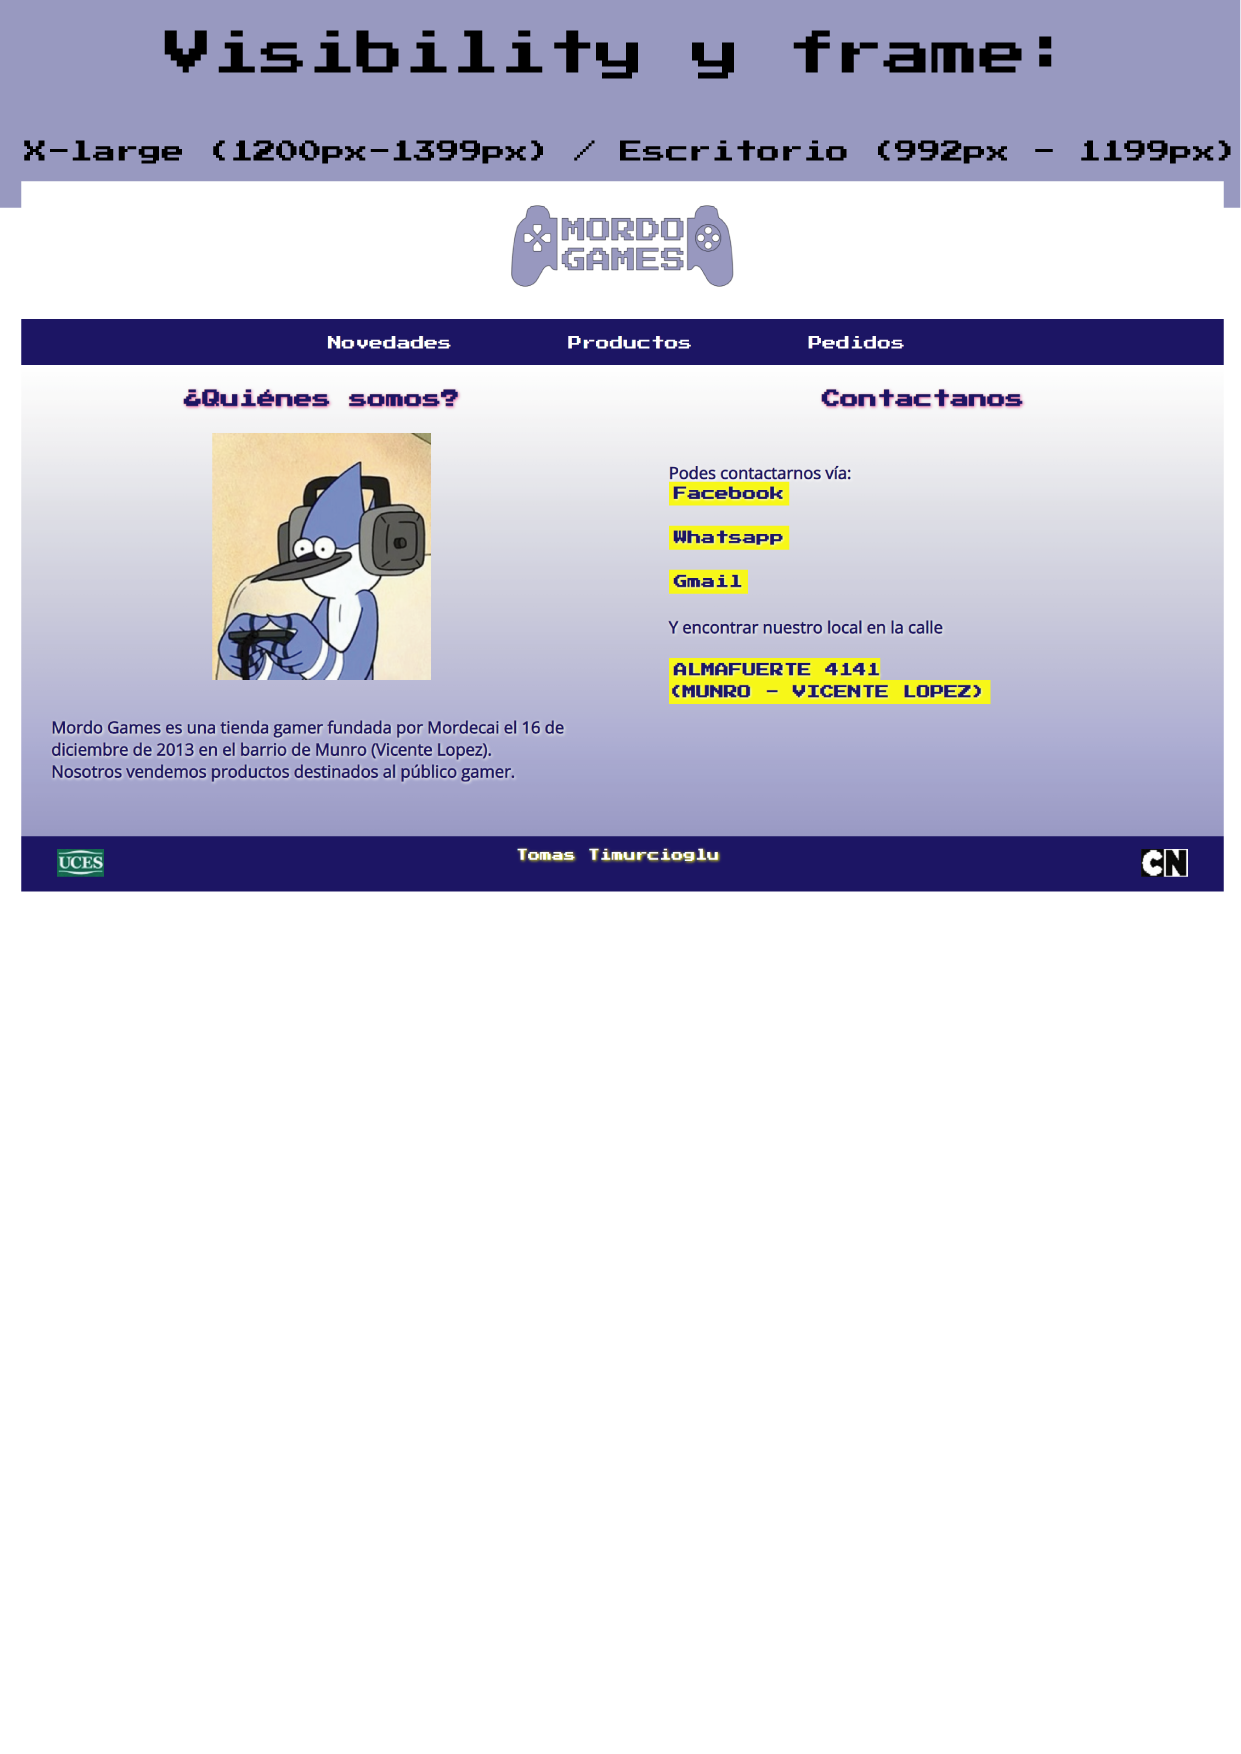 Visibility y frame:
X-large (1200px-1399px) / Escritorio (992px - 1199px)
MORDO
GAMES
Novedades Productos Pedidos
¿Quiénes somos?
Mordo Games es una tienda gamer fundada por Mordecai el 16 de
diciembre de 2013 en el barrio de Munro (Vicente Lopez).
Nosotros vendemos productos destinados al público gamer.
Contactanos
Podes contactarnos vía:
Facebook
Whatsapp
Gmail
Y encontrar nuestro local en la calle
ALMAFUERTE 4141
(MUNRO - VICENTE LOPEZ)
UCES
Tomas Timurcioglu
CN